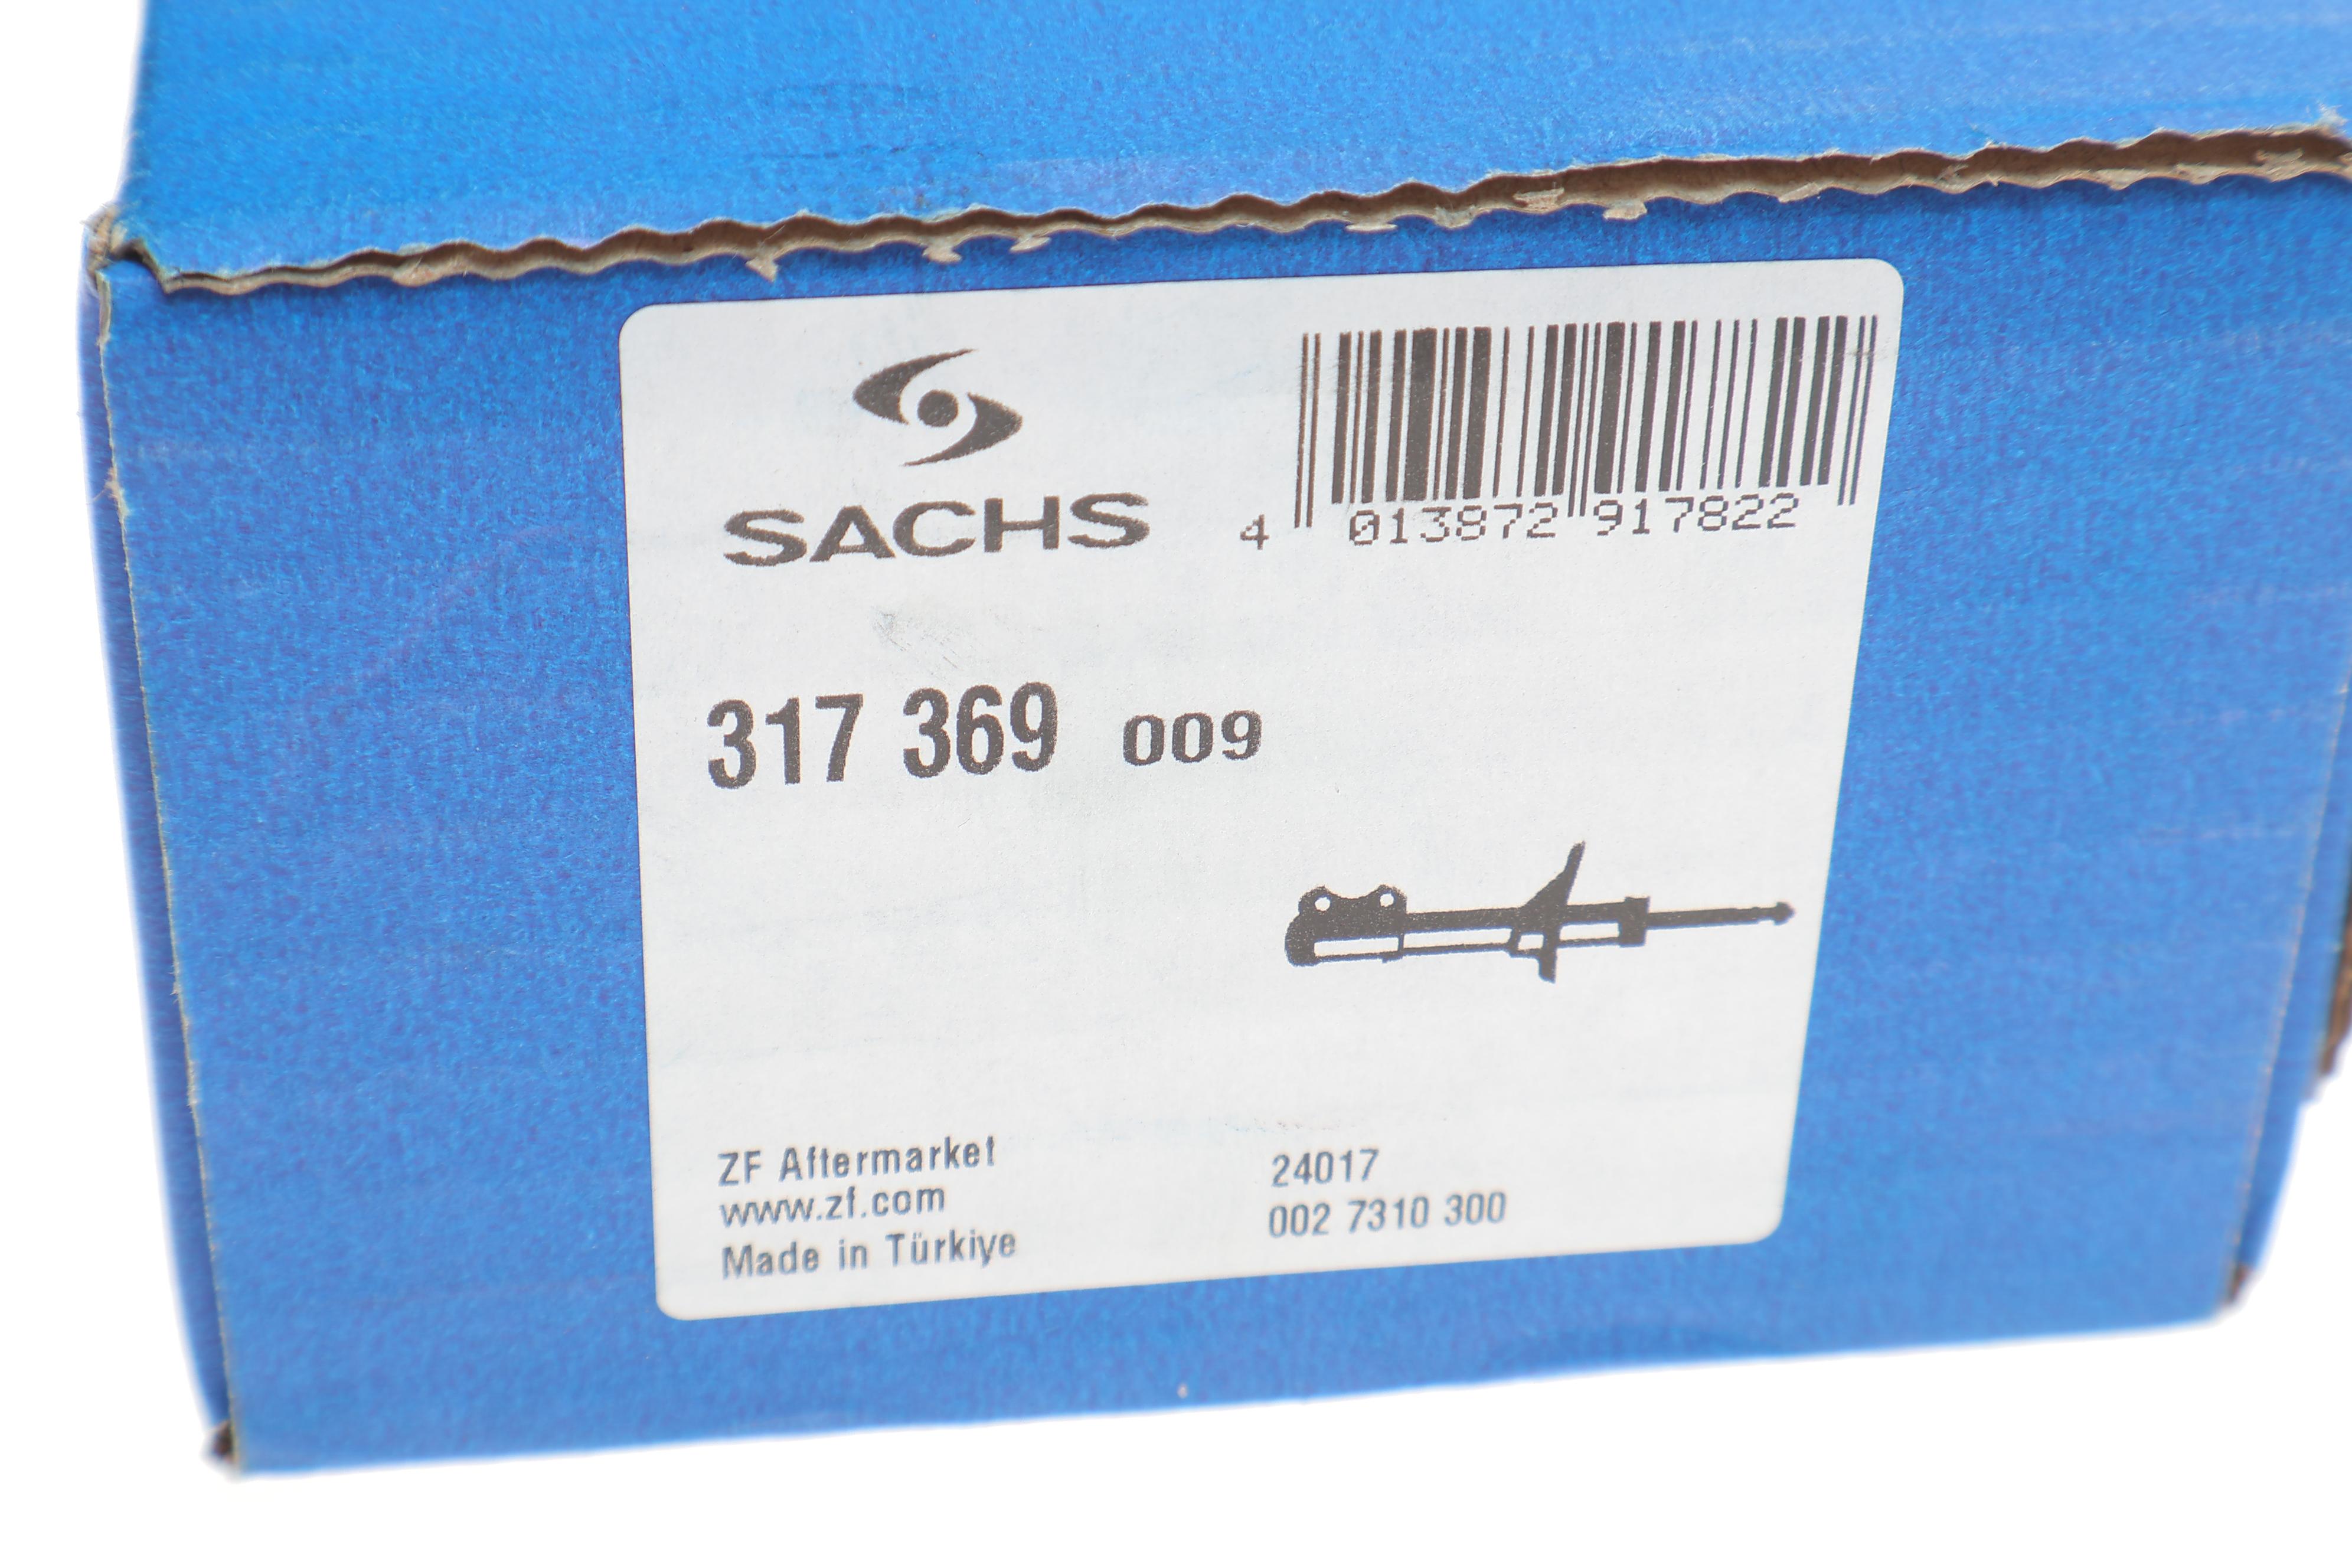 SACHS
4 013872 917822
317 369 009
ZF Aftermarket
www.zf.com
Made in Türkiye
24017
002 7310 300